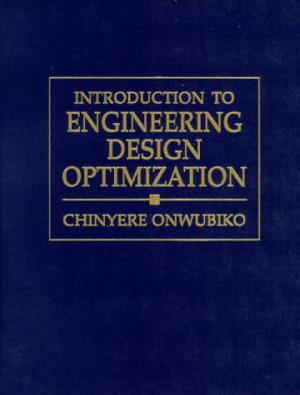 INTRODUCTION TO
ENGINEERING
DESIGN
OPTIMIZATION
CHINYERE ONWUBIKO